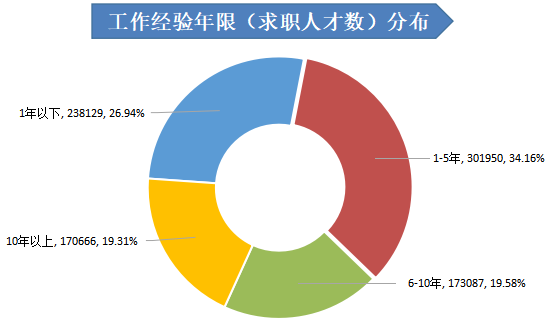 工作经验年限（求职人才数）分布
1年以下, 238129, 26.94%
1-5年, 301950, 34.16%
10年以上, 170666, 19.31%
6-10年, 173087, 19.58%